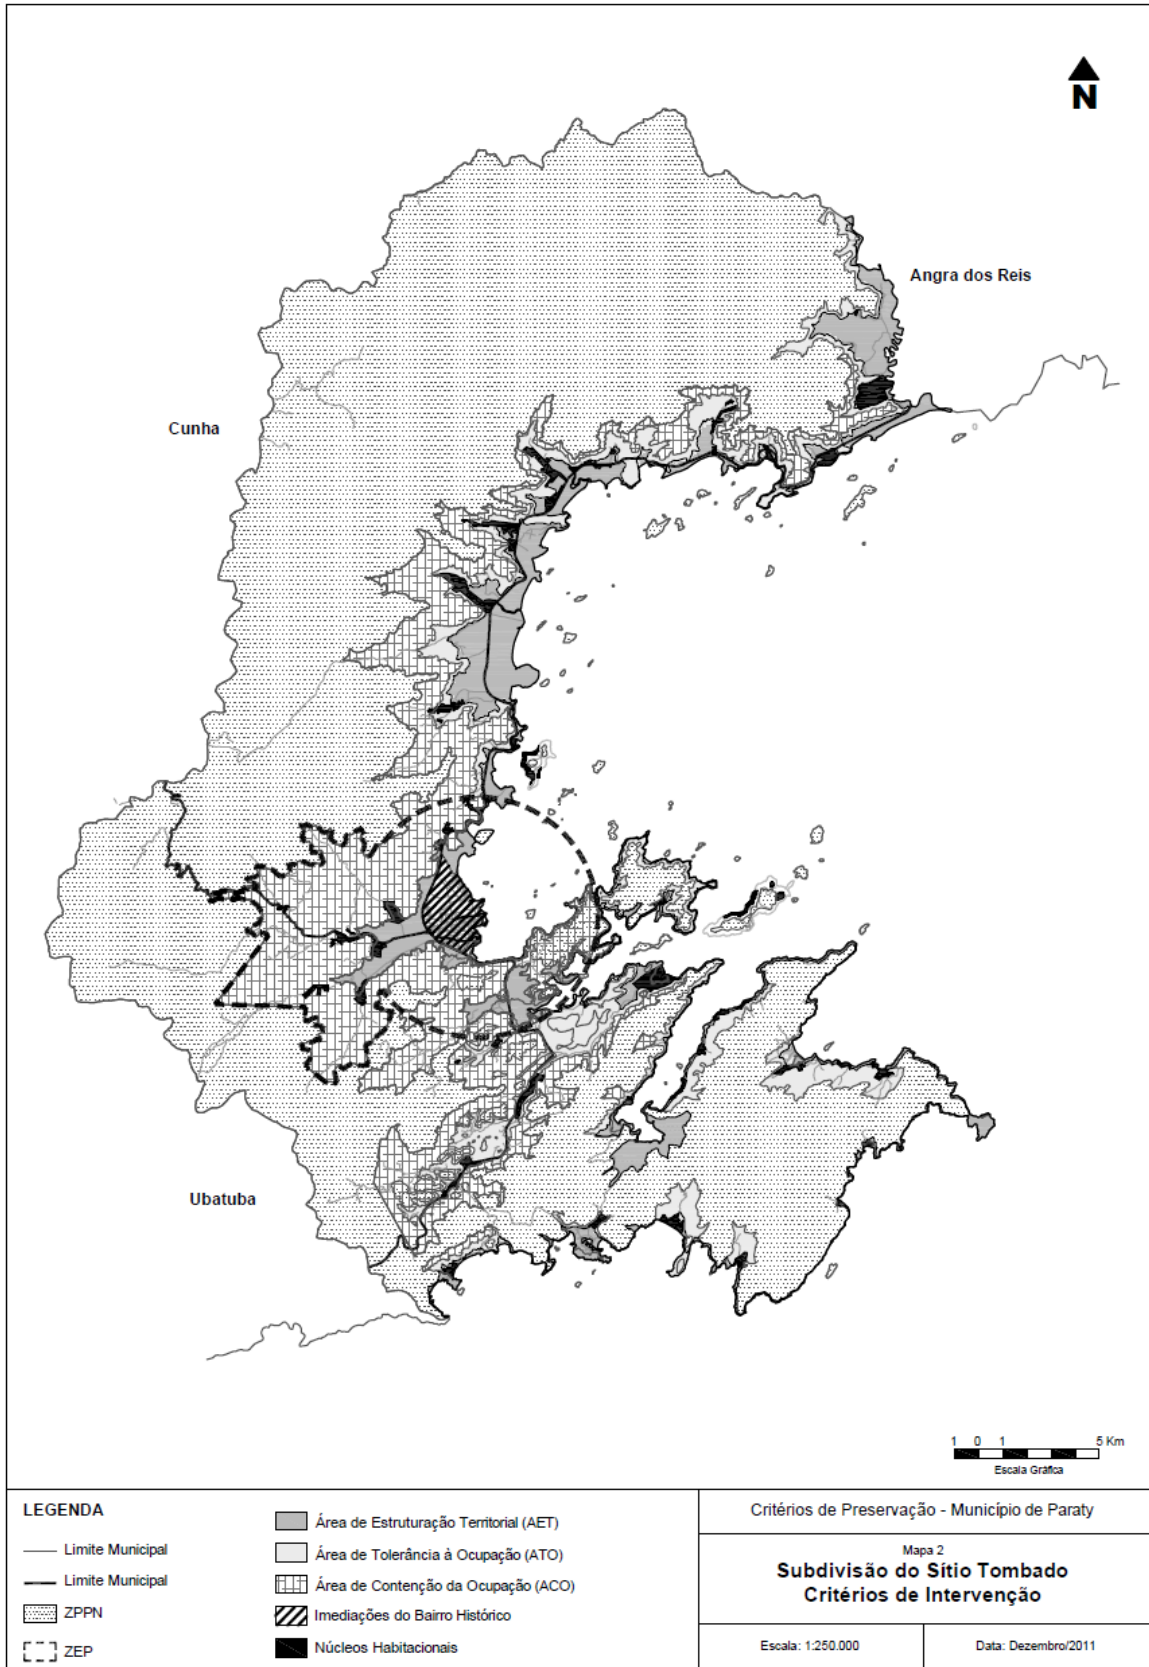 N
Angra dos Reis
Cunha
Ubatuba
1 0 1 5 Km
Escala Gráfica
LEGENDA
Limite Municipal
Limite Municipal
ZPPN
ZEP
Área de Estruturação Territorial (AET)
Área de Tolerância à Ocupação (ATO)
Área de Contenção da Ocupação (ACO)
Imediações do Bairro Histórico
Núcleos Habitacionais
Critérios de Preservação - Município de Paraty
Mapa 2
Subdivisão do Sítio Tombado
Critérios de Intervenção
Escala: 1:250.000
Data: Dezembro/2011